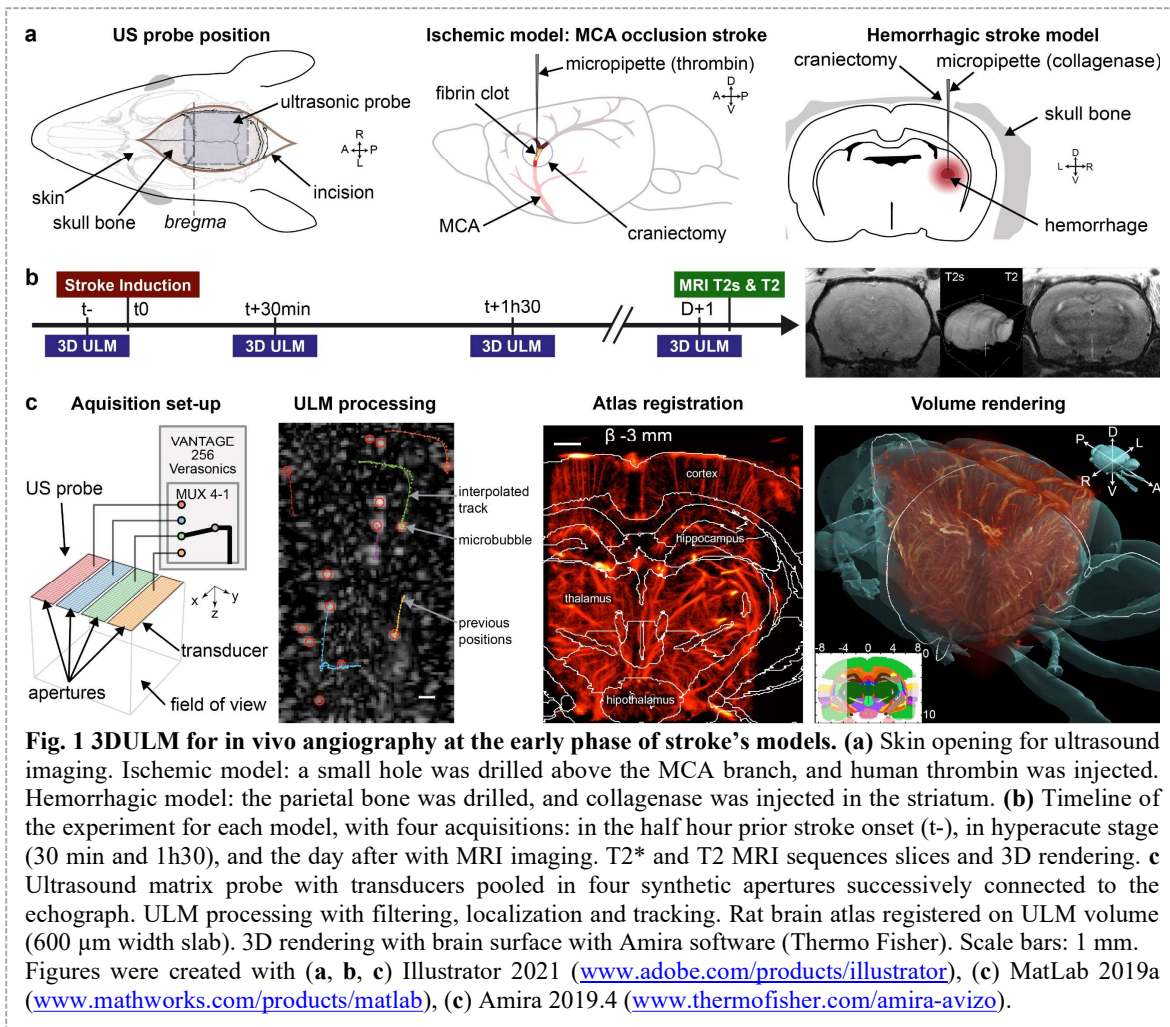 a
US probe position
ultrasonic probe
R
A P
L
skin
skull bone
bregma
incision
Ischemic model: MCA occlusion stroke
micropipette (thrombin)
fibrin clot
D
A P
V
MCA
craniectomy
Hemorrhagic stroke model
craniectomy
micropipette (collagenase)
skull bone
D
L R
V
hemorrhage
b
Stroke Induction
MRI T2s & T2
t-
t0
t+30min
t+1h30
D+1
3D ULM
3D ULM
3D ULM
3D ULM
T2s
T2
c
Aquisition set-up
VANTAGE
256
Verasonics
MUX 4-1
US probe
x
y
z
transducer
apertures
field of view
ULM processing
interpolated
track
microbubble
previous
positions
Atlas registration
β -3 mm
cortex
hippocampus
thalamus
hipothalamus
Volume rendering
D
P
L
R
V
A
-8 -4 0 4 8
0
10
Fig. 1 3DULM for in vivo angiography at the early phase of stroke's models. (a) Skin opening for ultrasound
imaging. Ischemic model: a small hole was drilled above the MCA branch, and human thrombin was injected.
Hemorrhagic model: the parietal bone was drilled, and collagenase was injected in the striatum. (b) Timeline of
the experiment for each model, with four acquisitions: in the half hour prior stroke onset (t-), in hyperacute stage
(30 min and 1h30), and the day after with MRI imaging. T2* and T2 MRI sequences slices and 3D rendering. c
Ultrasound matrix probe with transducers pooled in four synthetic apertures successively connected to the
echograph. ULM processing with filtering, localization and tracking. Rat brain atlas registered on ULM volume
(600 µm width slab). 3D rendering with brain surface with Amira software (Thermo Fisher). Scale bars: 1 mm.
Figures were created with (a, b, c) Illustrator 2021 (www.adobe.com/products/illustrator), (c) MatLab 2019a
(www.mathworks.com/products/matlab), (c) Amira 2019.4 (www.thermofisher.com/amira-avizo).